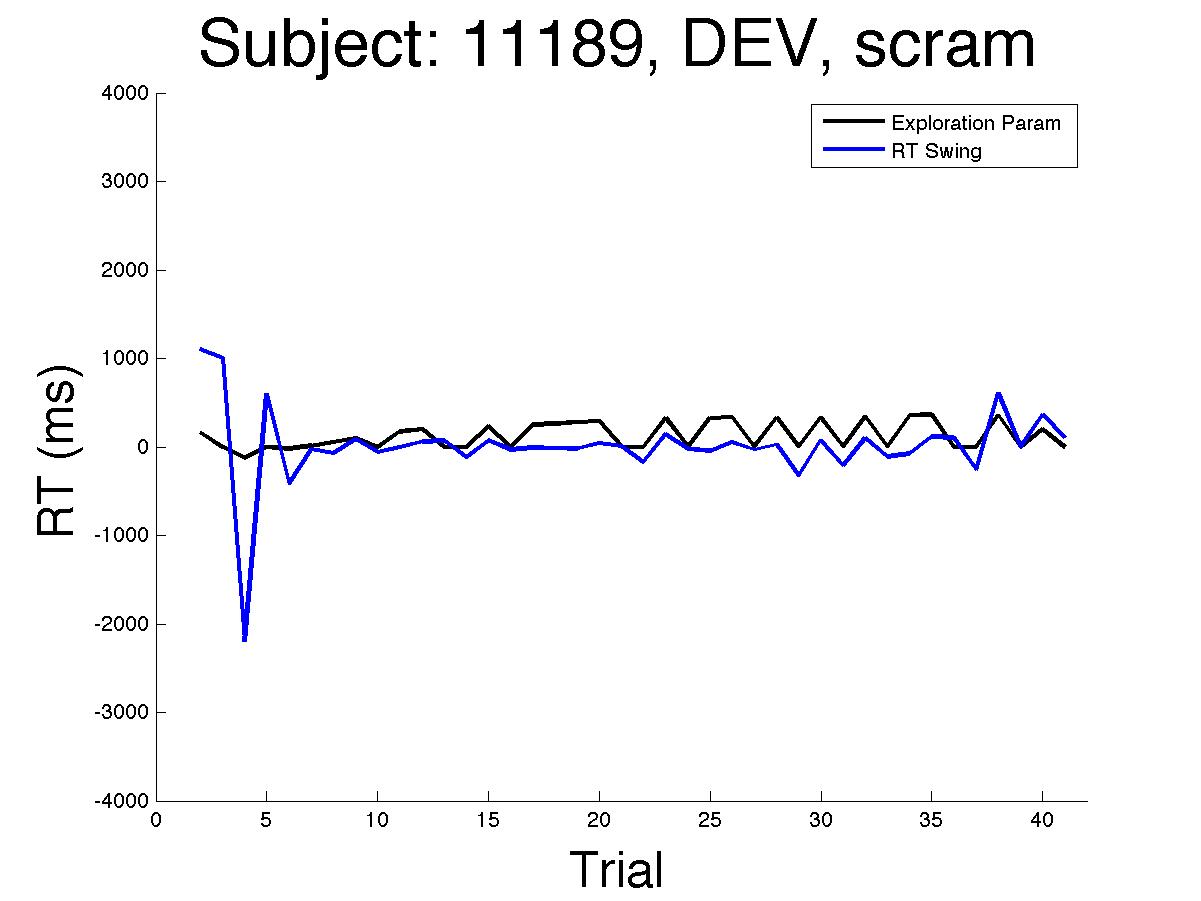 Subject: 11189, DEV, scram
Exploration Param
RT Swing
4000
3000
2000
1000
0
-1000
-2000
-3000
-4000
RT (ms)
0 5 10 15 20 25 30 35 40
Trial